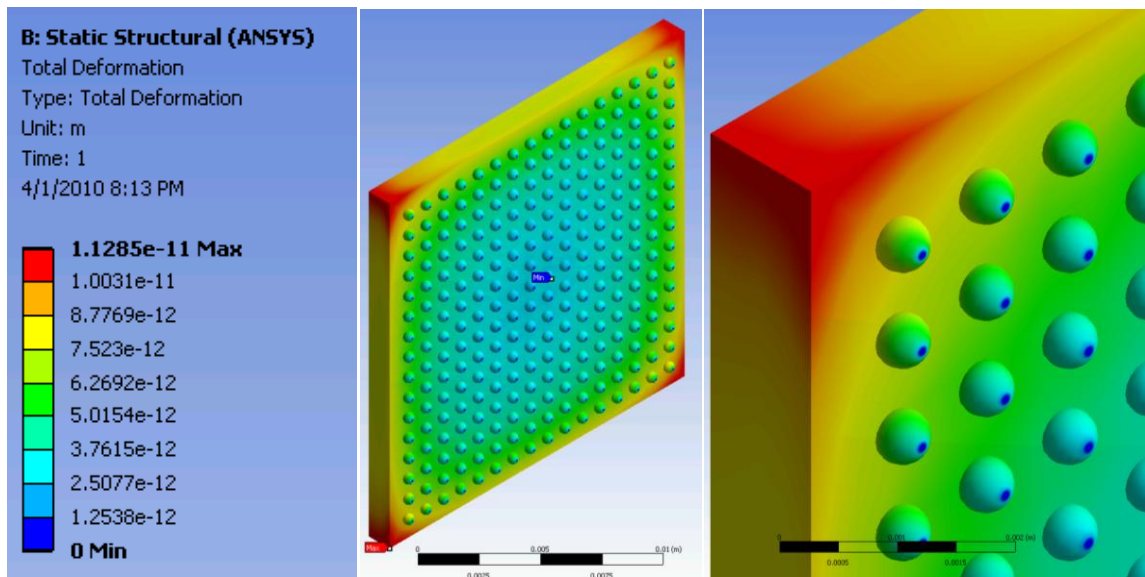 B: Static Structural (ANSYS)
Total Deformation
Type: Total Deformation
Unit: m
Time: 1
4/1/2010 8:13 PM
1.1285e-11 Max
1.0031e-11
8.7769e-12
7.523e-12
6.2692e-12
5.0154e-12
3.7615e-12
2.5077e-12
1.2538e-12
0 Min
Min
Max
0 0.005 0.01 (m)
0.0025 0.0075
0 0.001 0.002 (m)
0.0005 0.0015